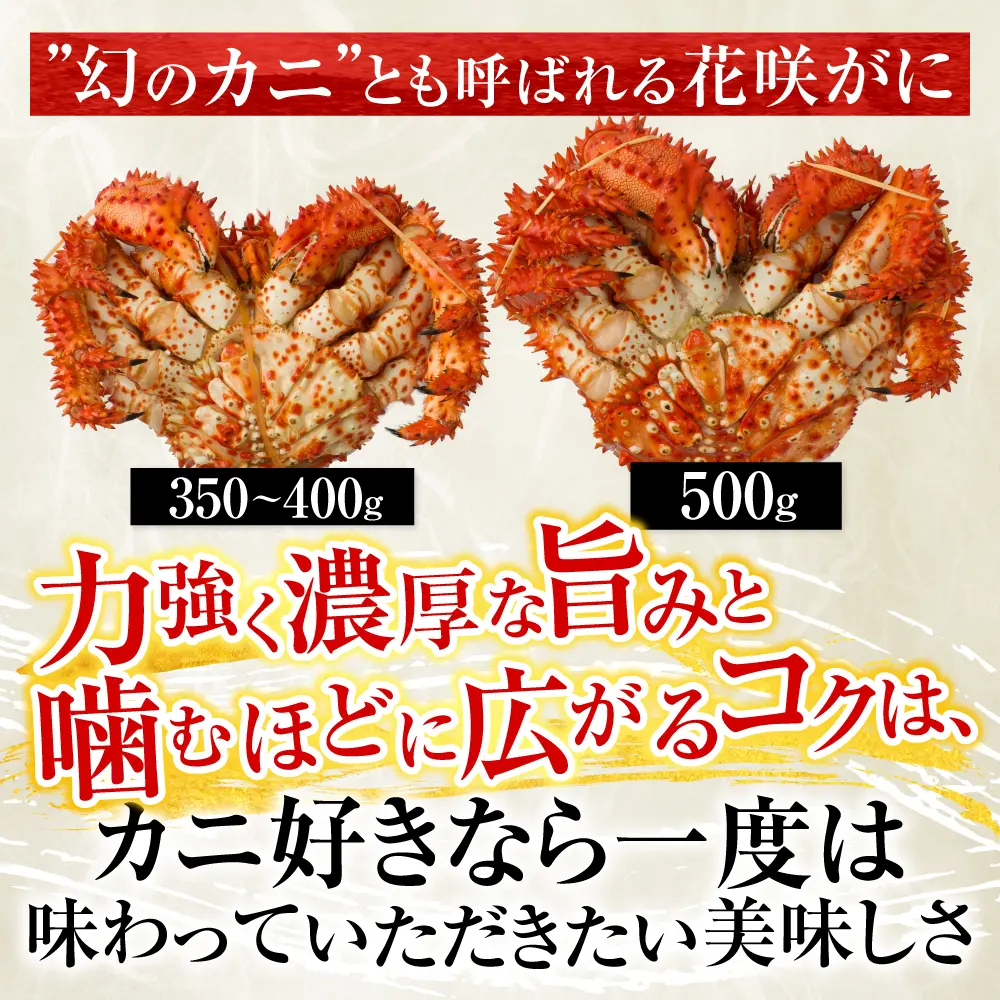 ”幻のカニ”とも呼ばれる花咲がに
350~400g
500g
力強く濃厚な旨みと
噛むほどに広がるコクは、
カニ好きなら一度は
味わっていただきたい美味しさ